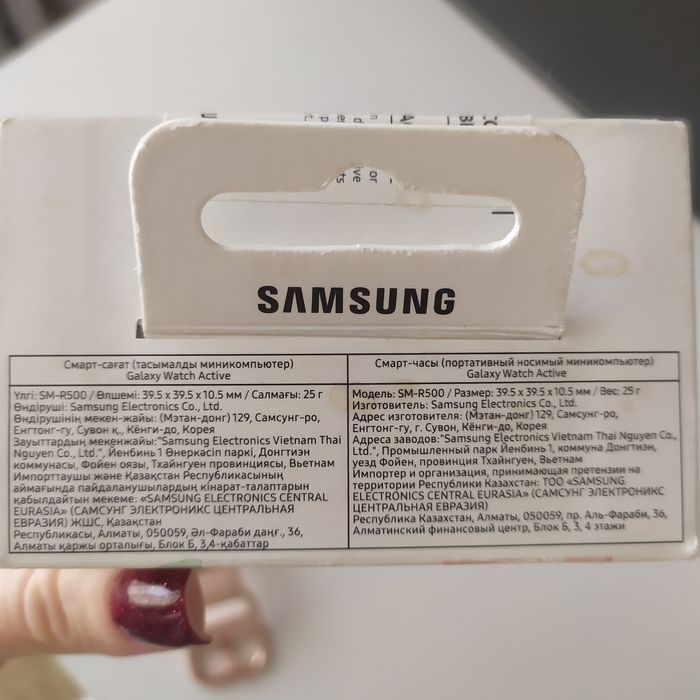 or
ive
ts
SAMSUNG
Смарт-сағат (тасымалды миникомпьютер)
Galaxy Watch Active
Үлгі: SM-R500 / Өлшемі: 39.5 x 39.5 x 10.5 мм / Салмағы: 25 г
Өндіруші: Samsung Electronics Co., Ltd.
Өндірушінің мекен-жайы: (Мэтан-донг) 129, Самсунг-ро,
Енгтонг-гу, Сувон қ., Кёнги-до, Корея
Зауыттардың мекенжайы:"Samsung Electronics Vietnam Thai
Nguyen Co., Ltd.", Йенбинь 1 Өнеркәсіп паркі, Донгтиэн
коммунасы, Фойен оязы, Тхайнгуен провинциясы, Вьетнам
Импорттаушы және Қазақстан Республикасының
аймағында пайдаланушылардың кінарат-талаптарын
қабылдайтын мекеме: «SAMSUNG ELECTRONICS CENTRAL
EURASIA» (САМСУНГ ЭЛЕКТРОНИКС ЦЕНТРАЛЬНАЯ
ЕВРАЗИЯ) ЖШС, Қазақстан
Республикасы, Алматы, 050059, Әл-Фараби даңғ., 36,
Алматы қаржы орталығы, Блок Б, 3,4-қабаттар
Смарт-часы (портативный носимый миникомпьютер)
Galaxy Watch Active
Модель: SM-R500 / Размер: 39.5 x 39.5 x 10.5 мм / Вес: 25 г
Изготовитель: Samsung Electronics Co., Ltd.
Адрес изготовителя: (Мэтан-донг) 129, Самсунг-ро,
Енгтонг-гу, г. Сувон, Кёнги-до, Корея
Адреса заводов:"Samsung Electronics Vietnam Thai Nguyen Co.,
Ltd.", Промышленный парк Йенбинь 1, коммуна Донгтиэн,
уезд Фойен, провинция Тхайнгуен, Вьетнам
Импортер и организация, принимающая претензии на
территории Республики Казахстан: ТОО «SAMSUNG
ELECTRONICS CENTRAL EURASIA» (САМСУНГ ЭЛЕКТРОНИКС
ЦЕНТРАЛЬНАЯ ЕВРАЗИЯ)
Республика Казахстан, Алматы, 050059, пр. Аль-Фараби, 36,
Алматинский финансовый центр, Блок Б, 3, 4 этажи